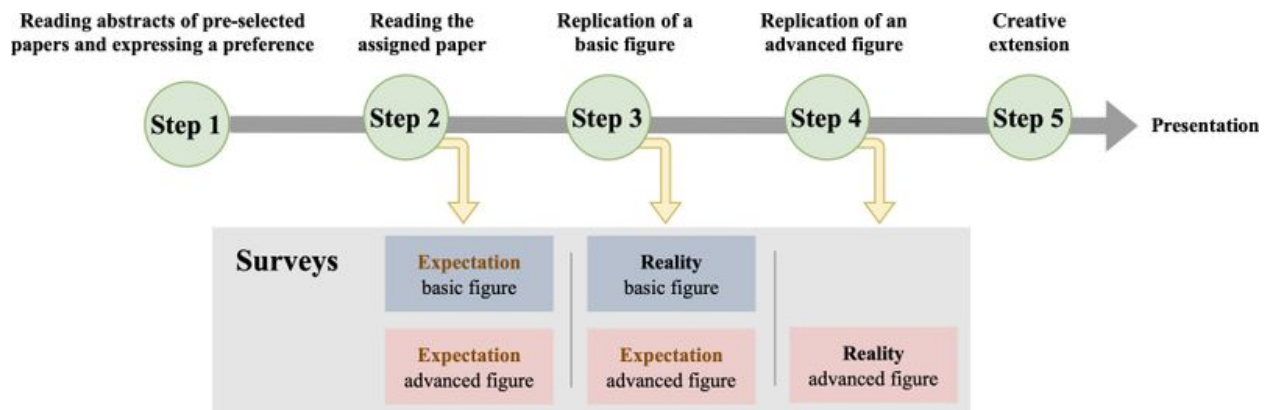 Reading abstracts of pre-selected
papers and expressing a preference
Reading the
assigned paper
Replication of a
basic figure
Replication of an
advanced figure
Creative
extension
Step 1
Step 2
Step 3
Step 4
Step 5
Presentation
Surveys
Expectation
basic figure
Reality
basic figure
Expectation
advanced figure
Expectation
advanced figure
Reality
advanced figure